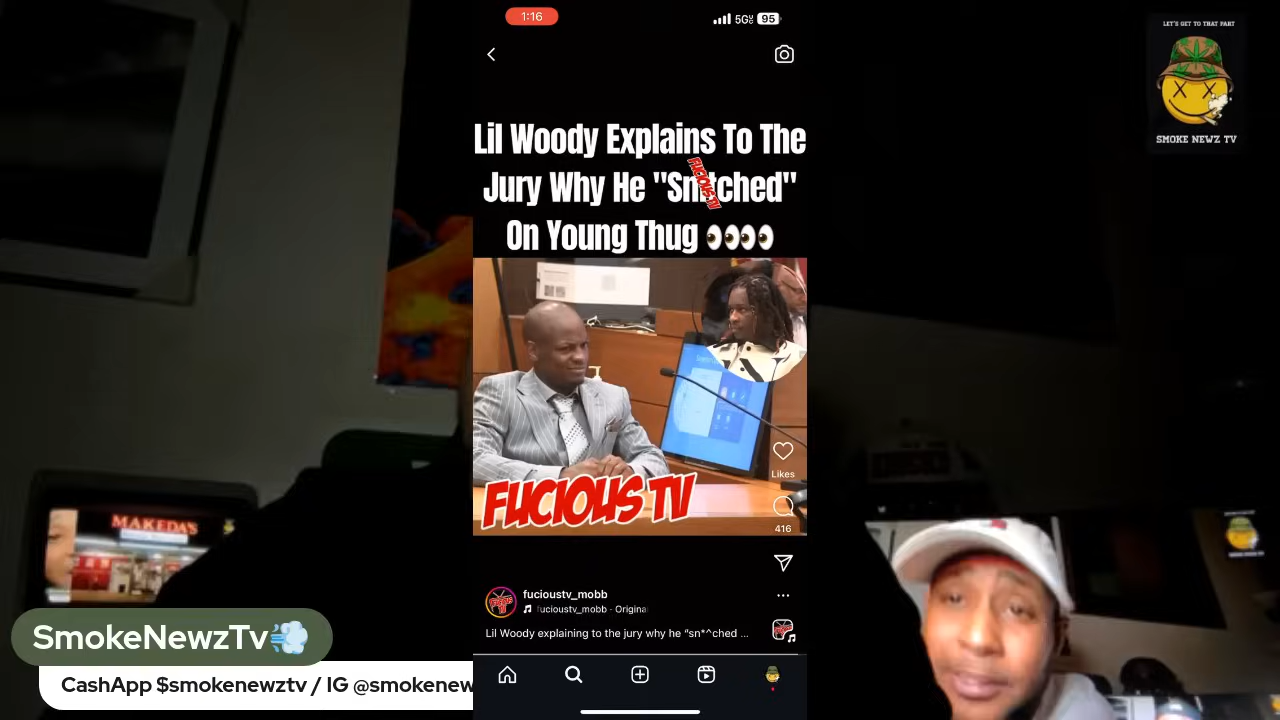 1:16
5G
95
LET'S GET TO THAT PART
SMOKE NEWZ TV
Lil Woody Explains To The
Jury Why He "Snitched"
On Young Thug 👀👀
FUCIOUS TV
FUCIOUS TV
Likes
416
fucioustv_mobb
fucioustv_mobb · Origina
Lil Woody explaining to the jury why he "sn*^ched ...
MAKEDA'S
SmokeNewzTv💨
CashApp $smokenewztv / IG @smokenew